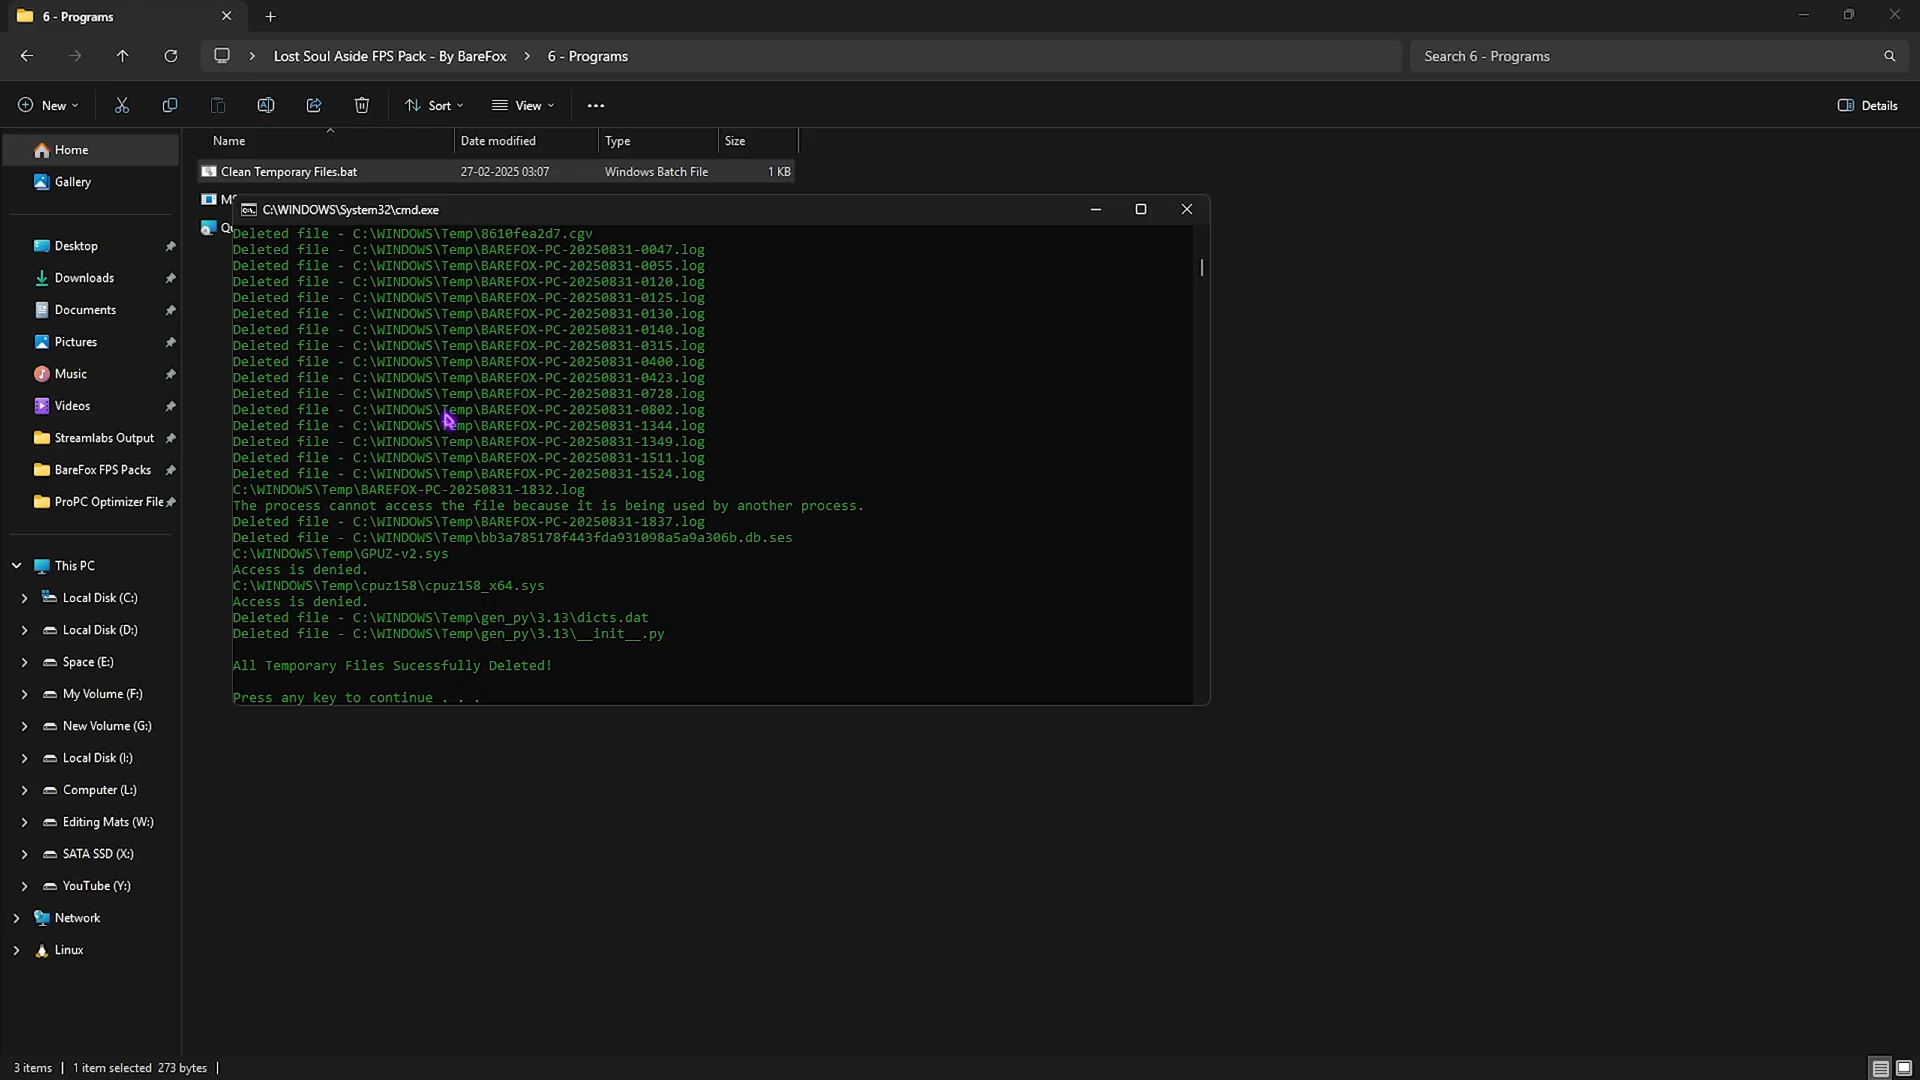 6 - Programs
Lost Soul Aside FPS Pack - By BareFox > 6 - Programs
Search 6 - Programs
New
Sort
View
Details
Name
Date modified
Type
Size
Home
Gallery
Desktop
Downloads
Documents
Pictures
Music
Videos
Streamlabs Output
BareFox FPS Packs
ProPC Optimizer File
This PC
Local Disk (C:)
Local Disk (D:)
Space (E:)
My Volume (F:)
New Volume (G:)
Local Disk (I:)
Computer (L:)
Editing Mats (W:)
SATA SSD (X:)
YouTube (Y:)
Network
Linux
Clean Temporary Files.bat 27-02-2025 03:07 Windows Batch File 1 KB
C:\WINDOWS\System32\cmd.exe
Deleted file - C:\WINDOWS\Temp\8610fea2d7.cgv
Deleted file - C:\WINDOWS\Temp\BAREFOX-PC-20250831-0047.log
Deleted file - C:\WINDOWS\Temp\BAREFOX-PC-20250831-0055.log
Deleted file - C:\WINDOWS\Temp\BAREFOX-PC-20250831-0120.log
Deleted file - C:\WINDOWS\Temp\BAREFOX-PC-20250831-0125.log
Deleted file - C:\WINDOWS\Temp\BAREFOX-PC-20250831-0130.log
Deleted file - C:\WINDOWS\Temp\BAREFOX-PC-20250831-0140.log
Deleted file - C:\WINDOWS\Temp\BAREFOX-PC-20250831-0315.log
Deleted file - C:\WINDOWS\Temp\BAREFOX-PC-20250831-0400.log
Deleted file - C:\WINDOWS\Temp\BAREFOX-PC-20250831-0423.log
Deleted file - C:\WINDOWS\Temp\BAREFOX-PC-20250831-0728.log
Deleted file - C:\WINDOWS\Temp\BAREFOX-PC-20250831-0802.log
Deleted file - C:\WINDOWS\Temp\BAREFOX-PC-20250831-1344.log
Deleted file - C:\WINDOWS\Temp\BAREFOX-PC-20250831-1349.log
Deleted file - C:\WINDOWS\Temp\BAREFOX-PC-20250831-1511.log
Deleted file - C:\WINDOWS\Temp\BAREFOX-PC-20250831-1524.log
C:\WINDOWS\Temp\BAREFOX-PC-20250831-1832.log
The process cannot access the file because it is being used by another process.
Deleted file - C:\WINDOWS\Temp\BAREFOX-PC-20250831-1837.log
Deleted file - C:\WINDOWS\Temp\bb3a785178f443fda931098a5a9a306b.db.ses
C:\WINDOWS\Temp\GPUZ-v2.sys
Access is denied.
C:\WINDOWS\Temp\cpuz158\cpuz158_x64.sys
Access is denied.
Deleted file - C:\WINDOWS\Temp\gen_py\3.13\dicts.dat
Deleted file - C:\WINDOWS\Temp\gen_py\3.13\__init__.py
All Temporary Files Sucessfully Deleted!
Press any key to continue . . .
3 items
1 item selected 273 bytes